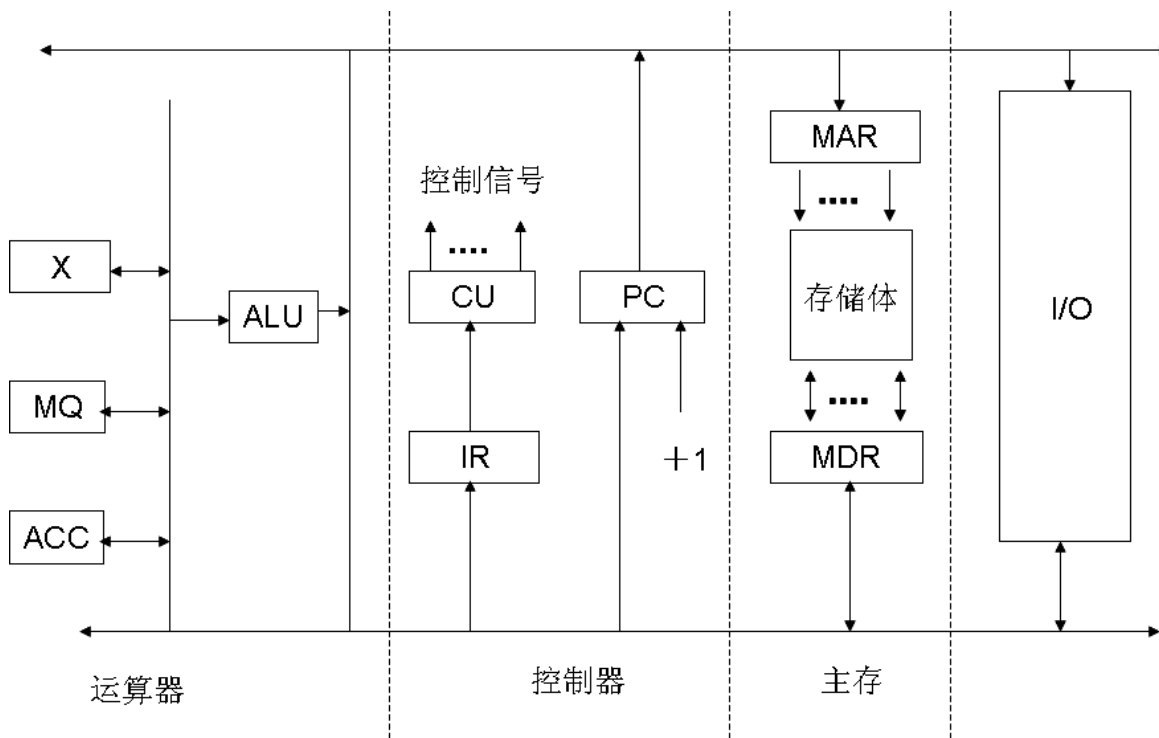 MAR
控制信号
....
....
X
CU
PC
存储体
I/O
ALU
MQ
....
IR
＋1
MDR
ACC
运算器
控制器
主存